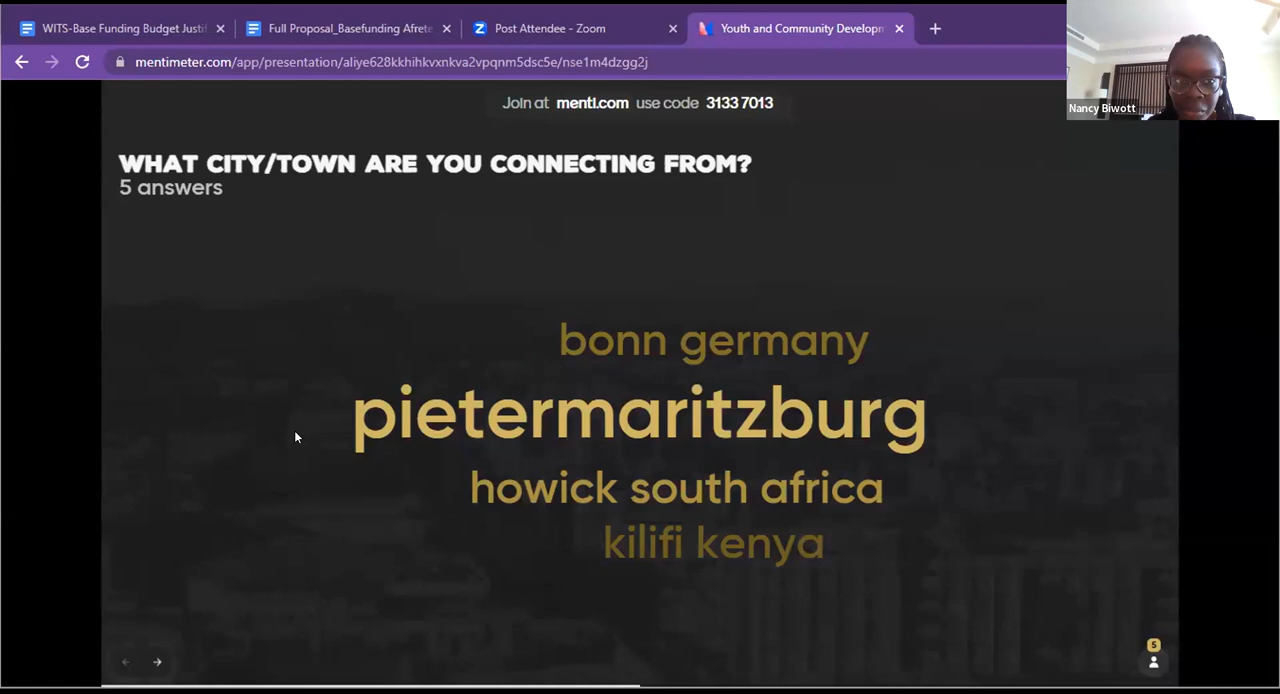 WITS-Base Funding Budget Justif
Full Proposal_Basefunding Afrete
Post Attendee - Zoom
Youth and Community Developm
mentimeter.com/app/presentation/aliye628kkhihkvxnkva2vpqnm5dsc5e/nse1m4dzgg2j
Nancy Biwott
Join at menti.com use code 3133 7013
WHAT CITY/TOWN ARE YOU CONNECTING FROM?
5 answers
bonn germany
pietermaritzburg
howick south africa
kilifi kenya
5